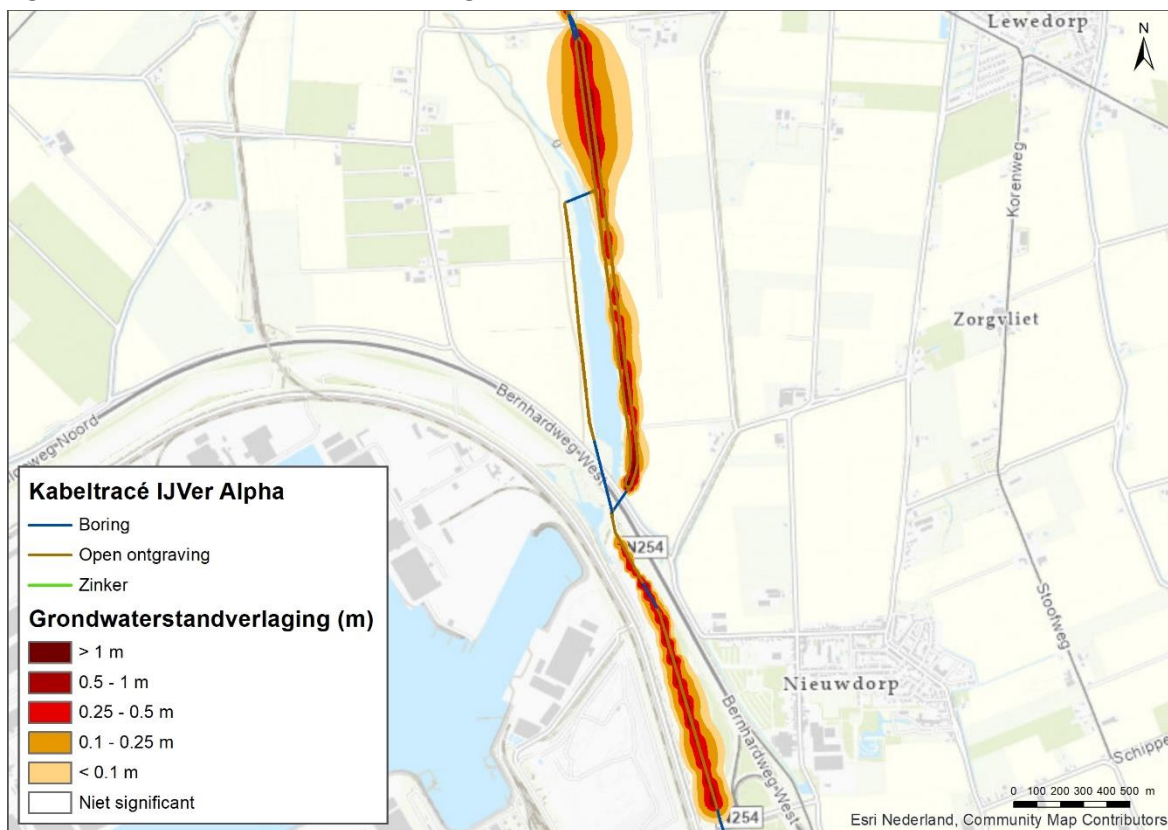 Lewedorp
N
Korenweg
Zorgvliet
Bernhardweg-West
weg-Noord
N254
Stoofweg
Nieuwdorp
Bernhardweg-West
Schippe
N254
Kabeltracé IJVer Alpha
Boring
Open ontgraving
Zinker
Grondwaterstandverlaging (m)
> 1 m
0.5 - 1 m
0.25 - 0.5 m
0.1 - 0.25 m
< 0.1 m
Niet significant
0 100 200 300 400 500 m
Esri Nederland, Community Map Contributors